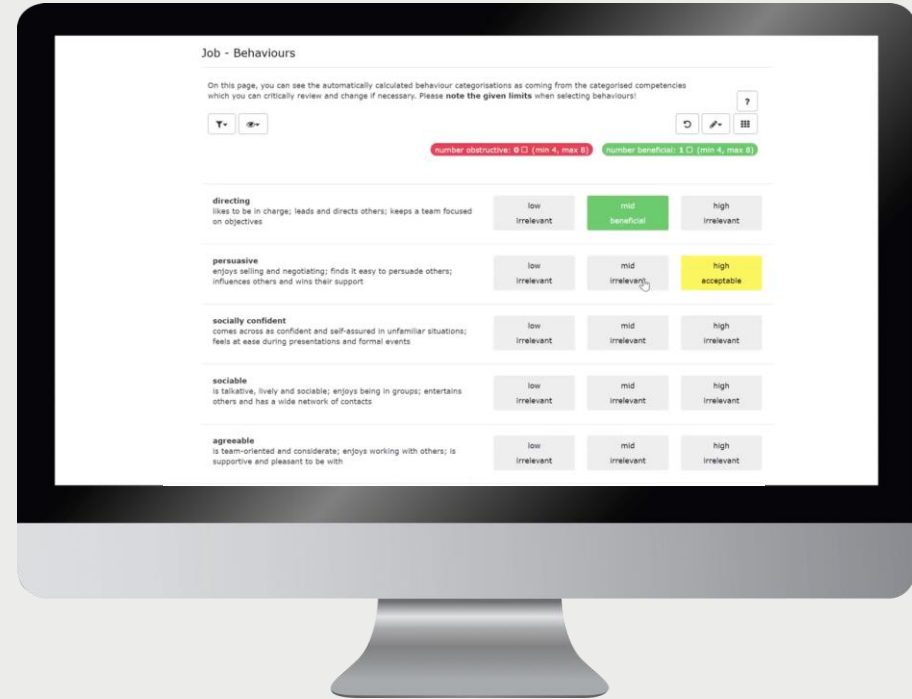 Job - Behaviours
On this page, you can see the automatically calculated behaviour categorisations as coming from the categorised competencies
which you can critically review and change if necessary. Please note the given limits when selecting behaviours!
?
number obstructive: 0 (min 4, max 8) number beneficial: 1 (min 4, max 8)
directing
likes to be in charge; leads and directs others; keeps a team focused
on objectives
low mid high
irrelevant beneficial irrelevant
persuasive
enjoys selling and negotiating; finds it easy to persuade others;
influences others and wins their support
low mid high
irrelevant irrelevant acceptable
socially confident
comes across as confident and self-assured in unfamiliar situations;
feels at ease during presentations and formal events
low mid high
irrelevant irrelevant irrelevant
sociable
is talkative, lively and sociable; enjoys being in groups; entertains
others and has a wide network of contacts
low mid high
irrelevant irrelevant irrelevant
agreeable
is team-oriented and considerate; enjoys working with others; is
supportive and pleasant to be with
low mid high
irrelevant irrelevant irrelevant